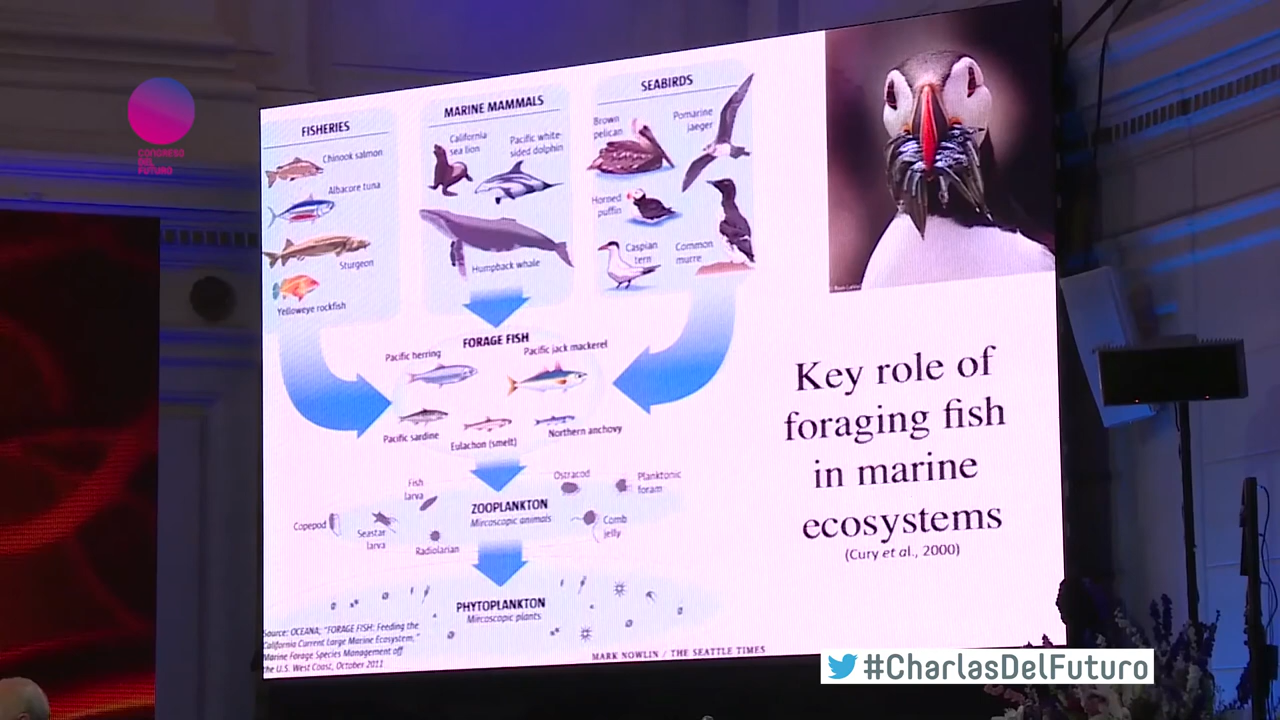 CONGRESO
DEL
FUTURO
FISHERIES
Chinook salmon
Albacore tuna
Sturgeon
Yelloweye rockfish
MARINE MAMMALS
California
sea lion
Pacific white-
sided dolphin
Humpback whale
SEABIRDS
Brown
pelican
Pomarine
jaeger
Horned
puffin
Caspian
tern
Common
murre
FORAGE FISH
Pacific herring
Pacific jack mackerel
Pacific sardine
Eulachon (smelt)
Northern anchovy
Fish
larva
Ostracod
Planktonic
foram
ZOOPLANKTON
Mircoscopic animals
Copepod
Seastar
larva
Radiolarian
Comb
jelly
PHYTOPLANKTON
Mircoscopic plants
Source: OCEANA; "FORAGE FISH: Feeding the
California Current Large Marine Ecosystem,"
Marine Forage Species Management off
the U.S. West Coast, October 2011
MARK NOWLIN / THE SEATTLE TIMES
Key role of
foraging fish
in marine
ecosystems
(Cury et al., 2000)
#CharlasDelFuturo